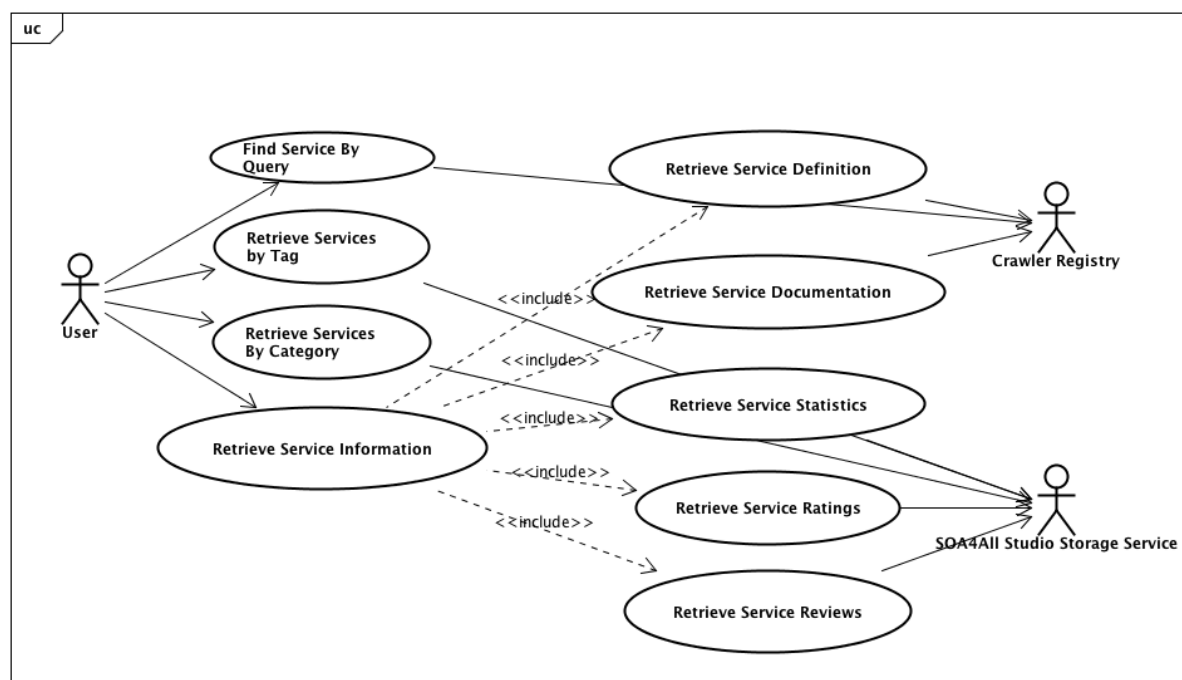 uc
Find Service By
Query
Retrieve Service Definition
Retrieve Services
by Tag
Crawler Registry
Retrieve Service Documentation
<<include>>
User
Retrieve Services
By Category
<<include>>
Retrieve Service Statistics
<<include>>
Retrieve Service Information
<<include>>
Retrieve Service Ratings
<<include>>
SOA4All Studio Storage Service
Retrieve Service Reviews